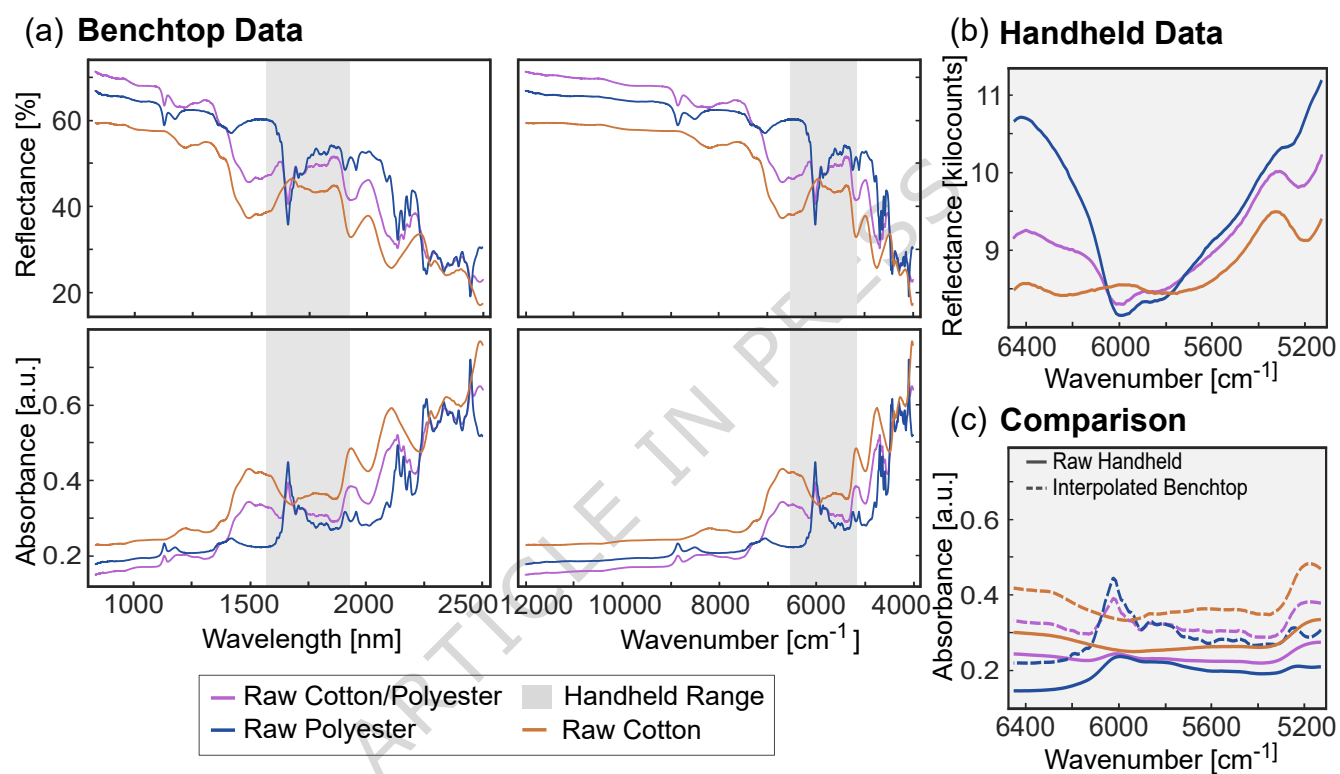 (a) Benchtop Data
Reflectance [%]
60
40
20
Absorbance [a.u.]
0.6
0.4
0.2
1000 1500 2000 2500
Wavelength [nm]
12000 10000 8000 6000 4000
Wavenumber [cm-1]
Raw Cotton/Polyester
Handheld Range
Raw Polyester
Raw Cotton
(b) Handheld Data
Reflectance [kilocounts]
11
10
9
8
6400 6000 5600 5200
Wavenumber [cm-1]
(c) Comparison
Raw Handheld
Interpolated Benchtop
Absorbance [a.u.]
0.6
0.4
0.2
6400 6000 5600 5200
Wavenumber [cm-1]
ARTICLE IN PRESS